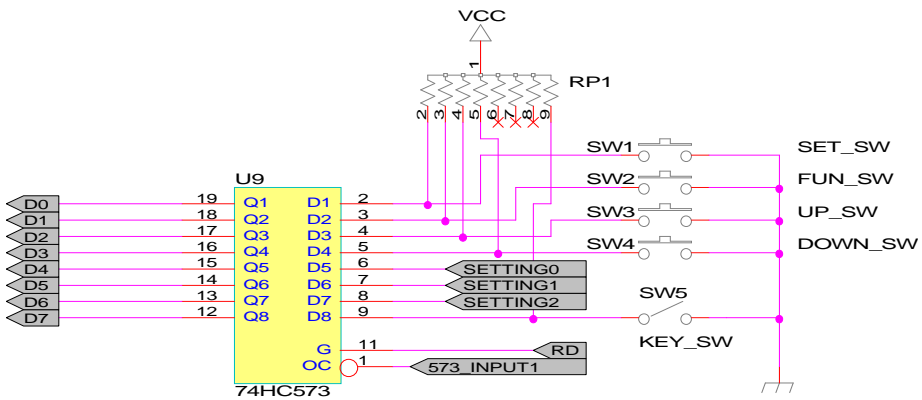 VCC
1
RP1
2 3 4 5 6 7 8 9
SW1 SET_SW
SW2 FUN_SW
SW3 UP_SW
SW4 DOWN_SW
U9
D0 19 Q1 D1 2
D1 18 Q2 D2 3
D2 17 Q3 D3 4
D3 16 Q4 D4 5
D4 15 Q5 D5 6 SETTING0
D5 14 Q6 D6 7 SETTING1
D6 13 Q7 D7 8 SETTING2
D7 12 Q8 D8 9
SW5
KEY_SW
G 11 RD
OC 1 573_INPUT1
74HC573